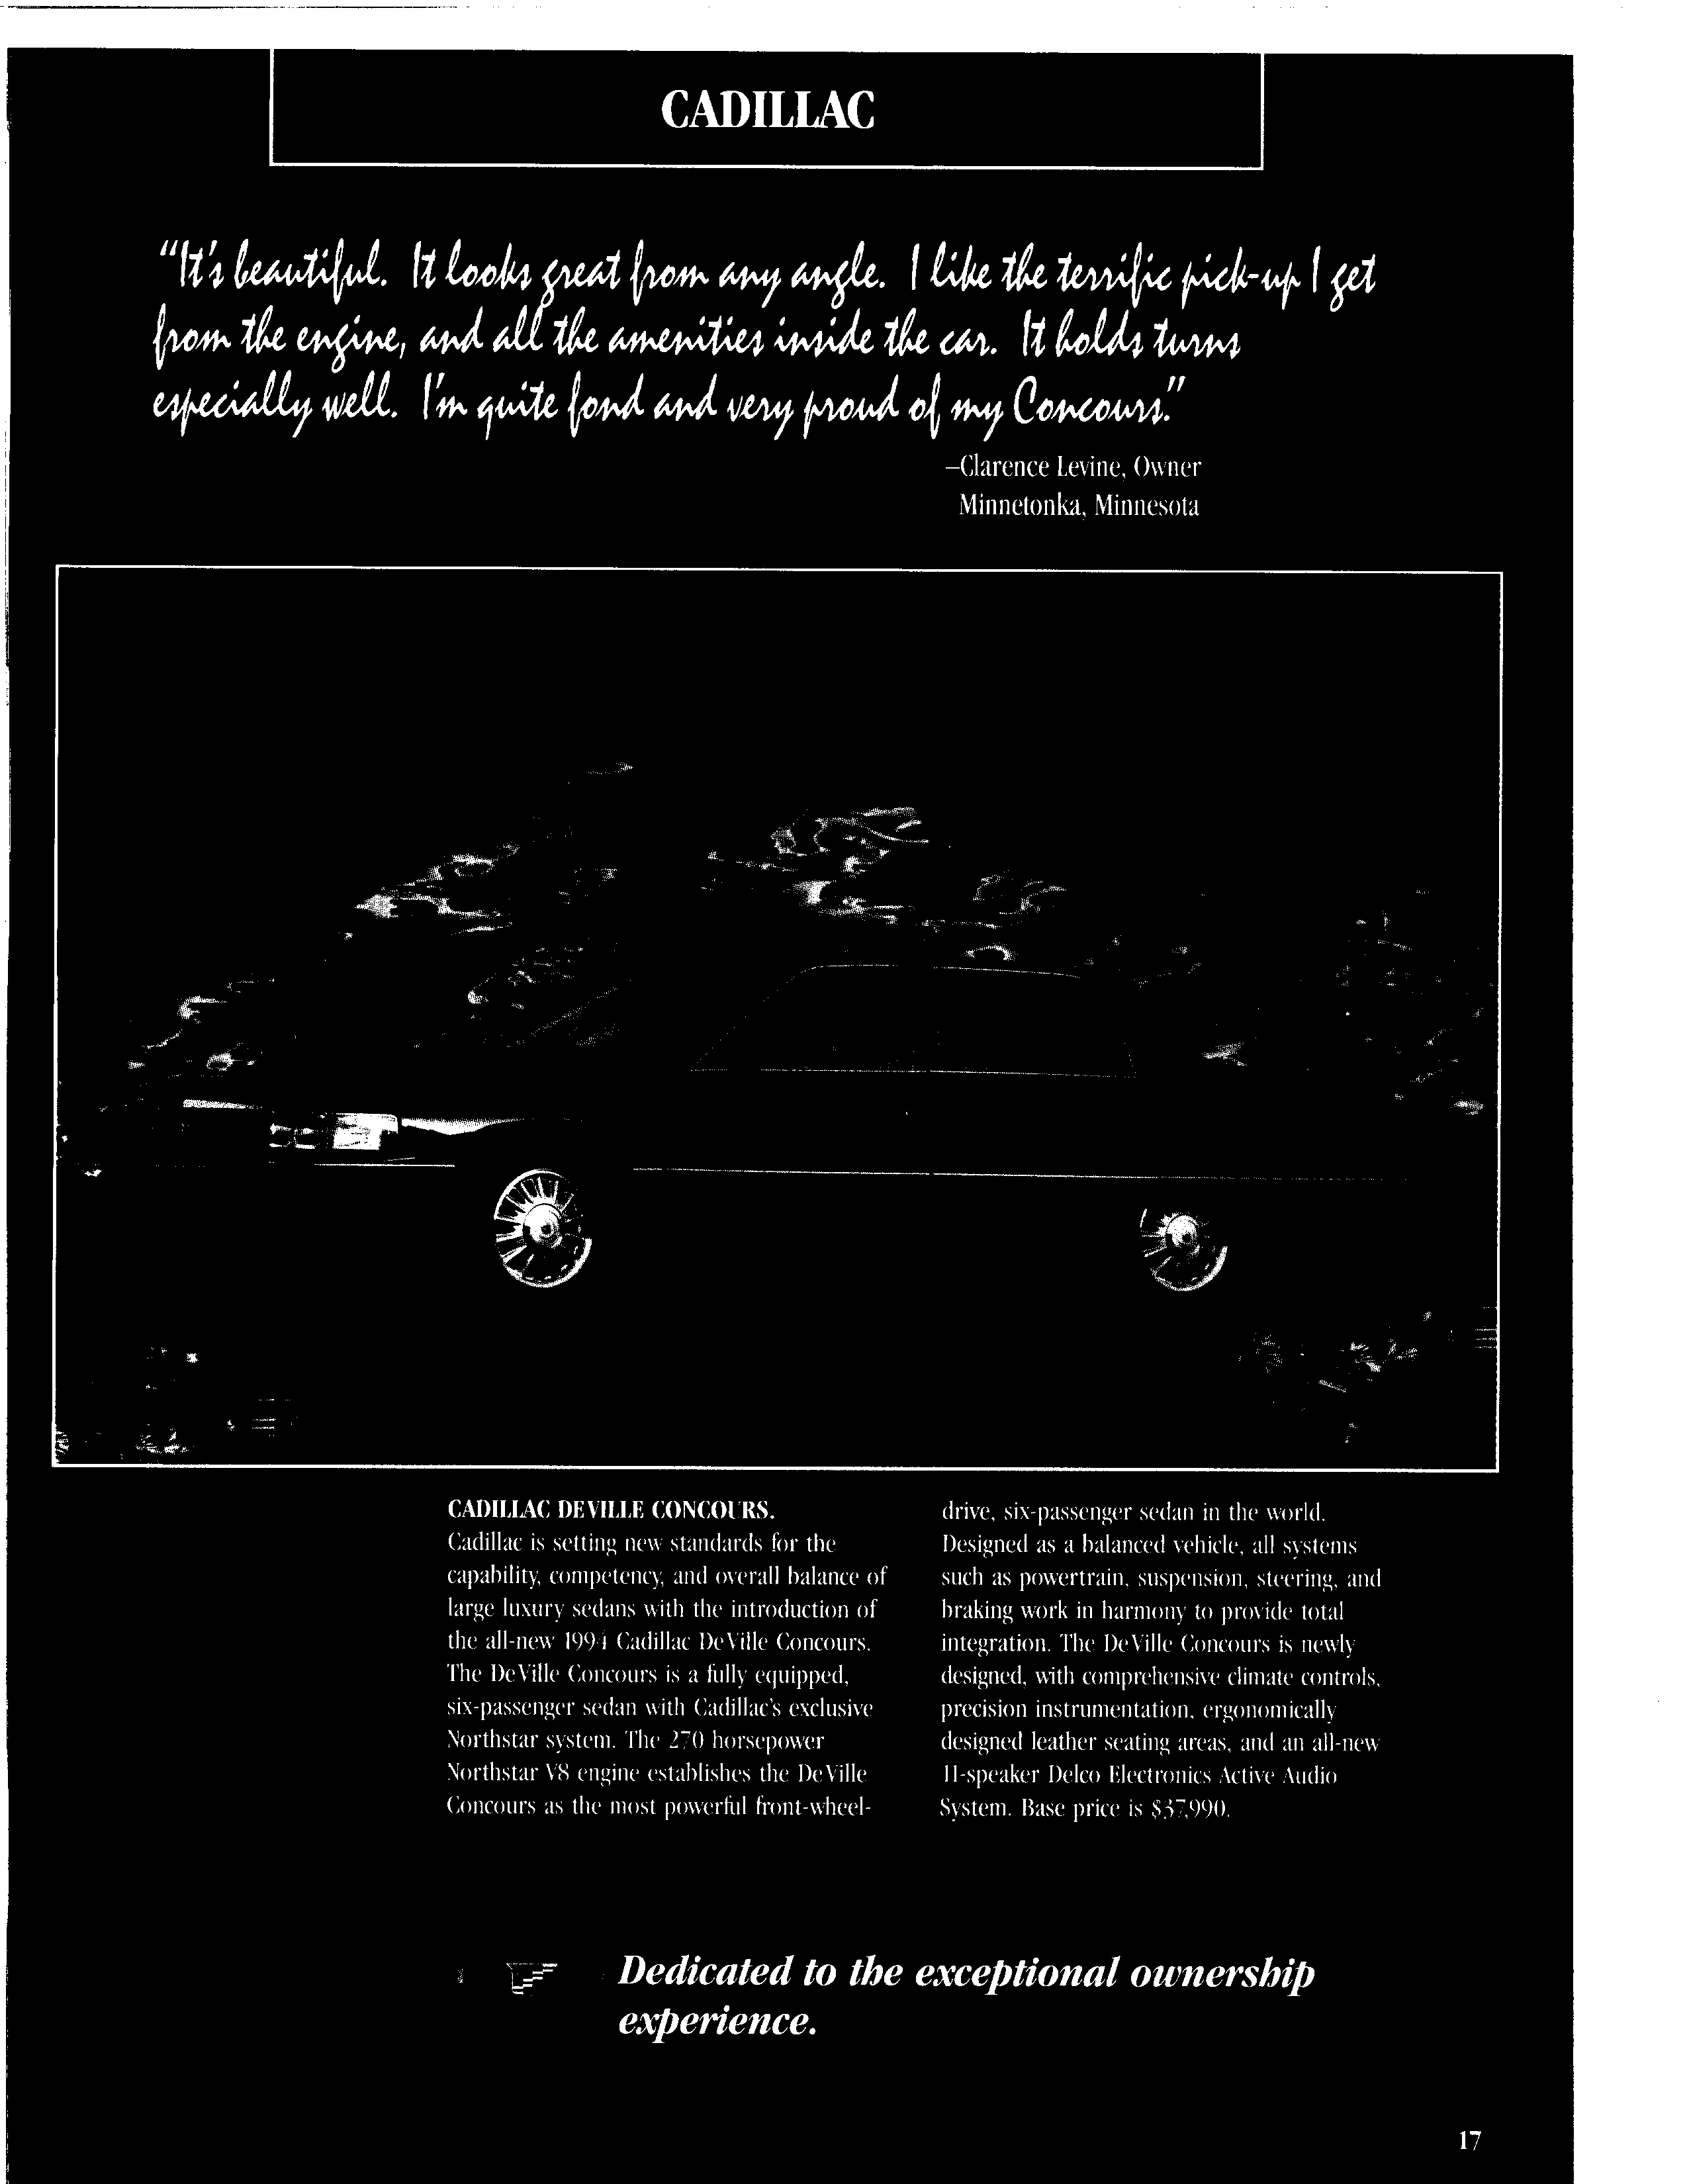 CADILLAC
“It's beautiful. It looks great from any angle. I like the terrific pick-up I get
from the engine, and all the amenities inside the car. It holds turns
especially well. I'm quite fond and very proud of my Concours.”
–Clarence Levine, Owner
Minnetonka, Minnesota
CADILLAC DEVILLE CONCOURS.
Cadillac is setting new standards for the
capability, competency, and overall balance of
large luxury sedans with the introduction of
the all-new 1994 Cadillac DeVille Concours.
The DeVille Concours is a fully equipped,
six-passenger sedan with Cadillac's exclusive
Northstar system. The 270 horsepower
Northstar V8 engine establishes the DeVille
Concours as the most powerful front-wheel-
drive, six-passenger sedan in the world.
Designed as a balanced vehicle, all systems
such as powertrain, suspension, steering, and
braking work in harmony to provide total
integration. The DeVille Concours is newly
designed, with comprehensive climate controls,
precision instrumentation, ergonomically
designed leather seating areas, and an all-new
11-speaker Delco Electronics Active Audio
System. Base price is $37,990.
Dedicated to the exceptional ownership
experience.
17